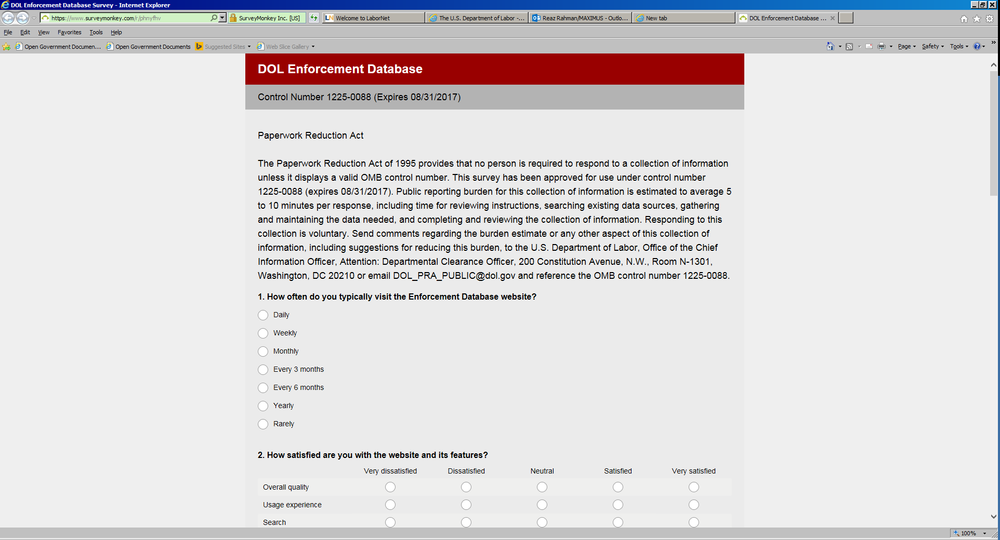 DOL Enforcement Database Survey - Internet Explorer
https://www.surveymonkey.com/r/phnyfhv
SurveyMonkey Inc. [US]
LN Welcome to LaborNet
The U.S. Department of Labor -...
Reaz Rahman/MAXIMUS - Outlo...
New tab
DOL Enforcement Database ...
File Edit View Favorites Tools Help
Open Government Documen... Open Government Documents Suggested Sites Web Slice Gallery
Page Safety Tools
DOL Enforcement Database
Control Number 1225-0088 (Expires 08/31/2017)
Paperwork Reduction Act
The Paperwork Reduction Act of 1995 provides that no person is required to respond to a collection of information
unless it displays a valid OMB control number. This survey has been approved for use under control number
1225-0088 (expires 08/31/2017). Public reporting burden for this collection of information is estimated to average 5
to 10 minutes per response, including time for reviewing instructions, searching existing data sources, gathering
and maintaining the data needed, and completing and reviewing the collection of information. Responding to this
collection is voluntary. Send comments regarding the burden estimate or any other aspect of this collection of
information, including suggestions for reducing this burden, to the U.S. Department of Labor, Office of the Chief
Information Officer, Attention: Departmental Clearance Officer, 200 Constitution Avenue, N.W., Room N-1301,
Washington, DC 20210 or email DOL_PRA_PUBLIC@dol.gov and reference the OMB control number 1225-0088.
1. How often do you typically visit the Enforcement Database website?
Daily
Weekly
Monthly
Every 3 months
Every 6 months
Yearly
Rarely
2. How satisfied are you with the website and its features?
Very dissatisfied Dissatisfied Neutral Satisfied Very satisfied
Overall quality
Usage experience
Search
100%